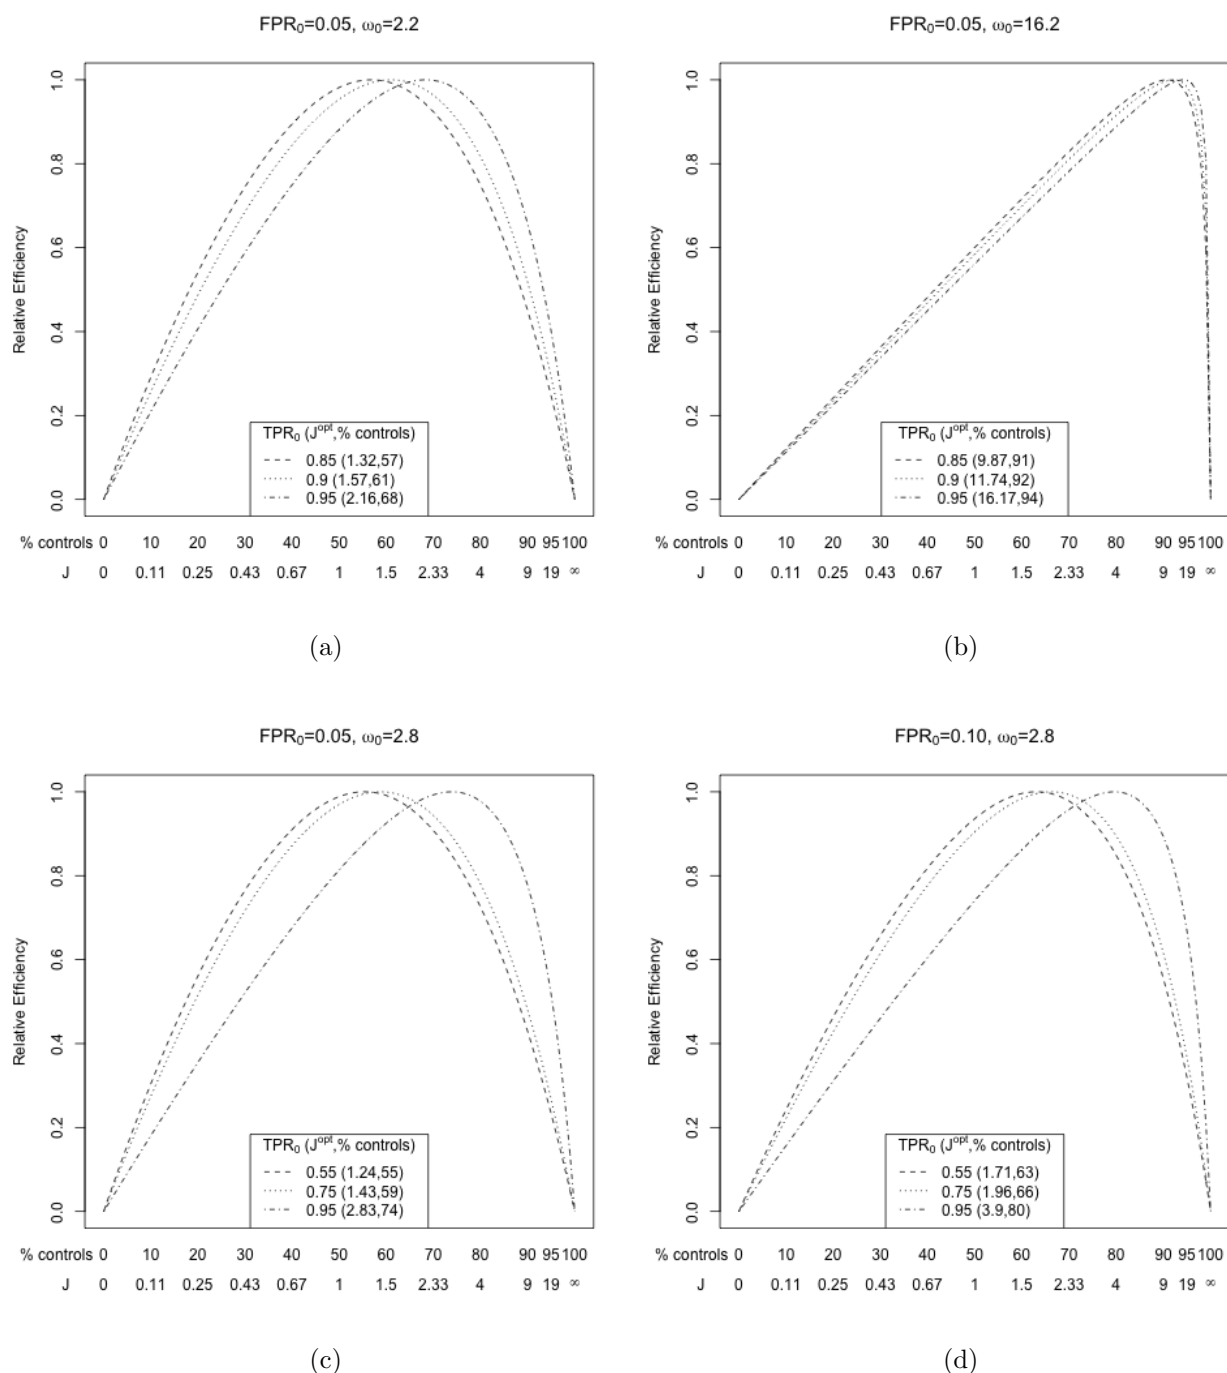 FPR₀=0.05, ω₀=2.2
Relative Efficiency
1.0
0.8
0.6
0.4
0.2
0.0
TPR₀ (Jᵒᵖᵗ,% controls)
0.85 (1.32,57)
0.9 (1.57,61)
0.95 (2.16,68)
% controls 0 10 20 30 40 50 60 70 80 90 95 100
J 0 0.11 0.25 0.43 0.67 1 1.5 2.33 4 9 19 ∞
(a)
FPR₀=0.05, ω₀=16.2
Relative Efficiency
1.0
0.8
0.6
0.4
0.2
0.0
TPR₀ (Jᵒᵖᵗ,% controls)
0.85 (9.87,91)
0.9 (11.74,92)
0.95 (16.17,94)
% controls 0 10 20 30 40 50 60 70 80 90 95 100
J 0 0.11 0.25 0.43 0.67 1 1.5 2.33 4 9 19 ∞
(b)
FPR₀=0.05, ω₀=2.8
Relative Efficiency
1.0
0.8
0.6
0.4
0.2
0.0
TPR₀ (Jᵒᵖᵗ,% controls)
0.55 (1.24,55)
0.75 (1.43,59)
0.95 (2.83,74)
% controls 0 10 20 30 40 50 60 70 80 90 95 100
J 0 0.11 0.25 0.43 0.67 1 1.5 2.33 4 9 19 ∞
(c)
FPR₀=0.10, ω₀=2.8
Relative Efficiency
1.0
0.8
0.6
0.4
0.2
0.0
TPR₀ (Jᵒᵖᵗ,% controls)
0.55 (1.71,63)
0.75 (1.96,66)
0.95 (3.9,80)
% controls 0 10 20 30 40 50 60 70 80 90 95 100
J 0 0.11 0.25 0.43 0.67 1 1.5 2.33 4 9 19 ∞
(d)